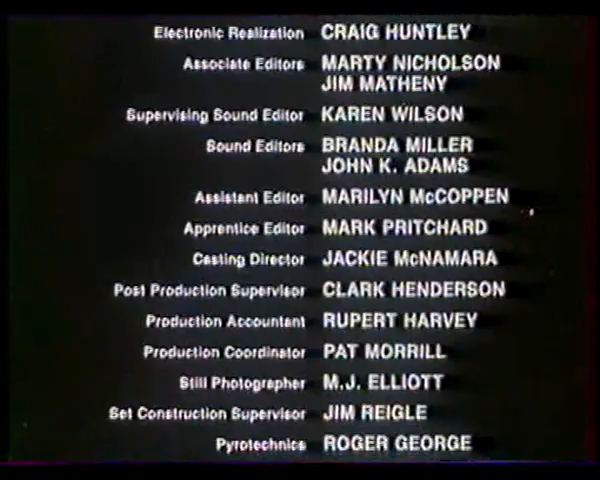 Electronic Realization CRAIG HUNTLEY
Associate Editors MARTY NICHOLSON
JIM MATHENY
Supervising Sound Editor KAREN WILSON
Sound Editors BRANDA MILLER
JOHN K. ADAMS
Assistant Editor MARILYN McCOPPEN
Apprentice Editor MARK PRITCHARD
Casting Director JACKIE McNAMARA
Post Production Supervisor CLARK HENDERSON
Production Accountant RUPERT HARVEY
Production Coordinator PAT MORRILL
Still Photographer M.J. ELLIOTT
Set Construction Supervisor JIM REIGLE
Pyrotechnics ROGER GEORGE